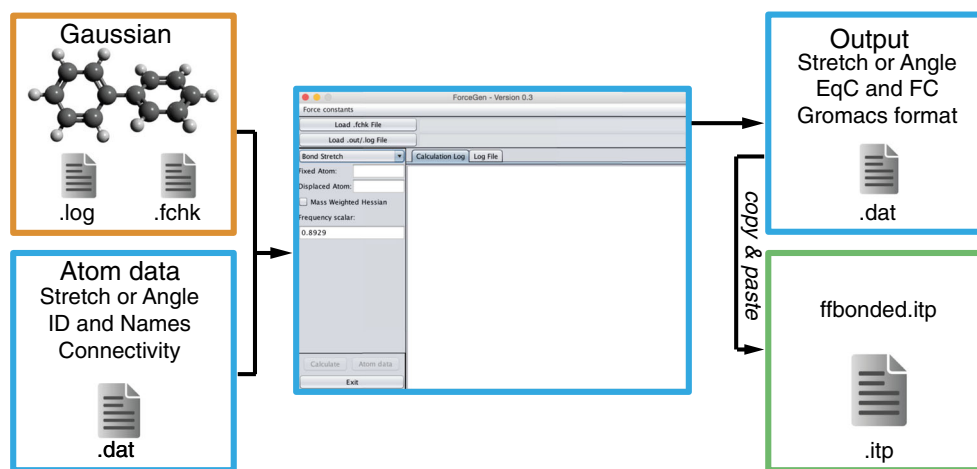 Gaussian
.log
.fchk
Atom data
Stretch or Angle
ID and Names
Connectivity
.dat
ForceGen - Version 0.3
Force constants
Load .fchk File
Load .out/.log File
Bond Stretch
Calculation Log
Log File
Fixed Atom:
Displaced Atom:
Mass Weighted Hessian
Frequency scalar:
0.8929
Calculate
Atom data
Exit
Output
Stretch or Angle
EqC and FC
Gromacs format
.dat
copy & paste
ffbonded.itp
.itp